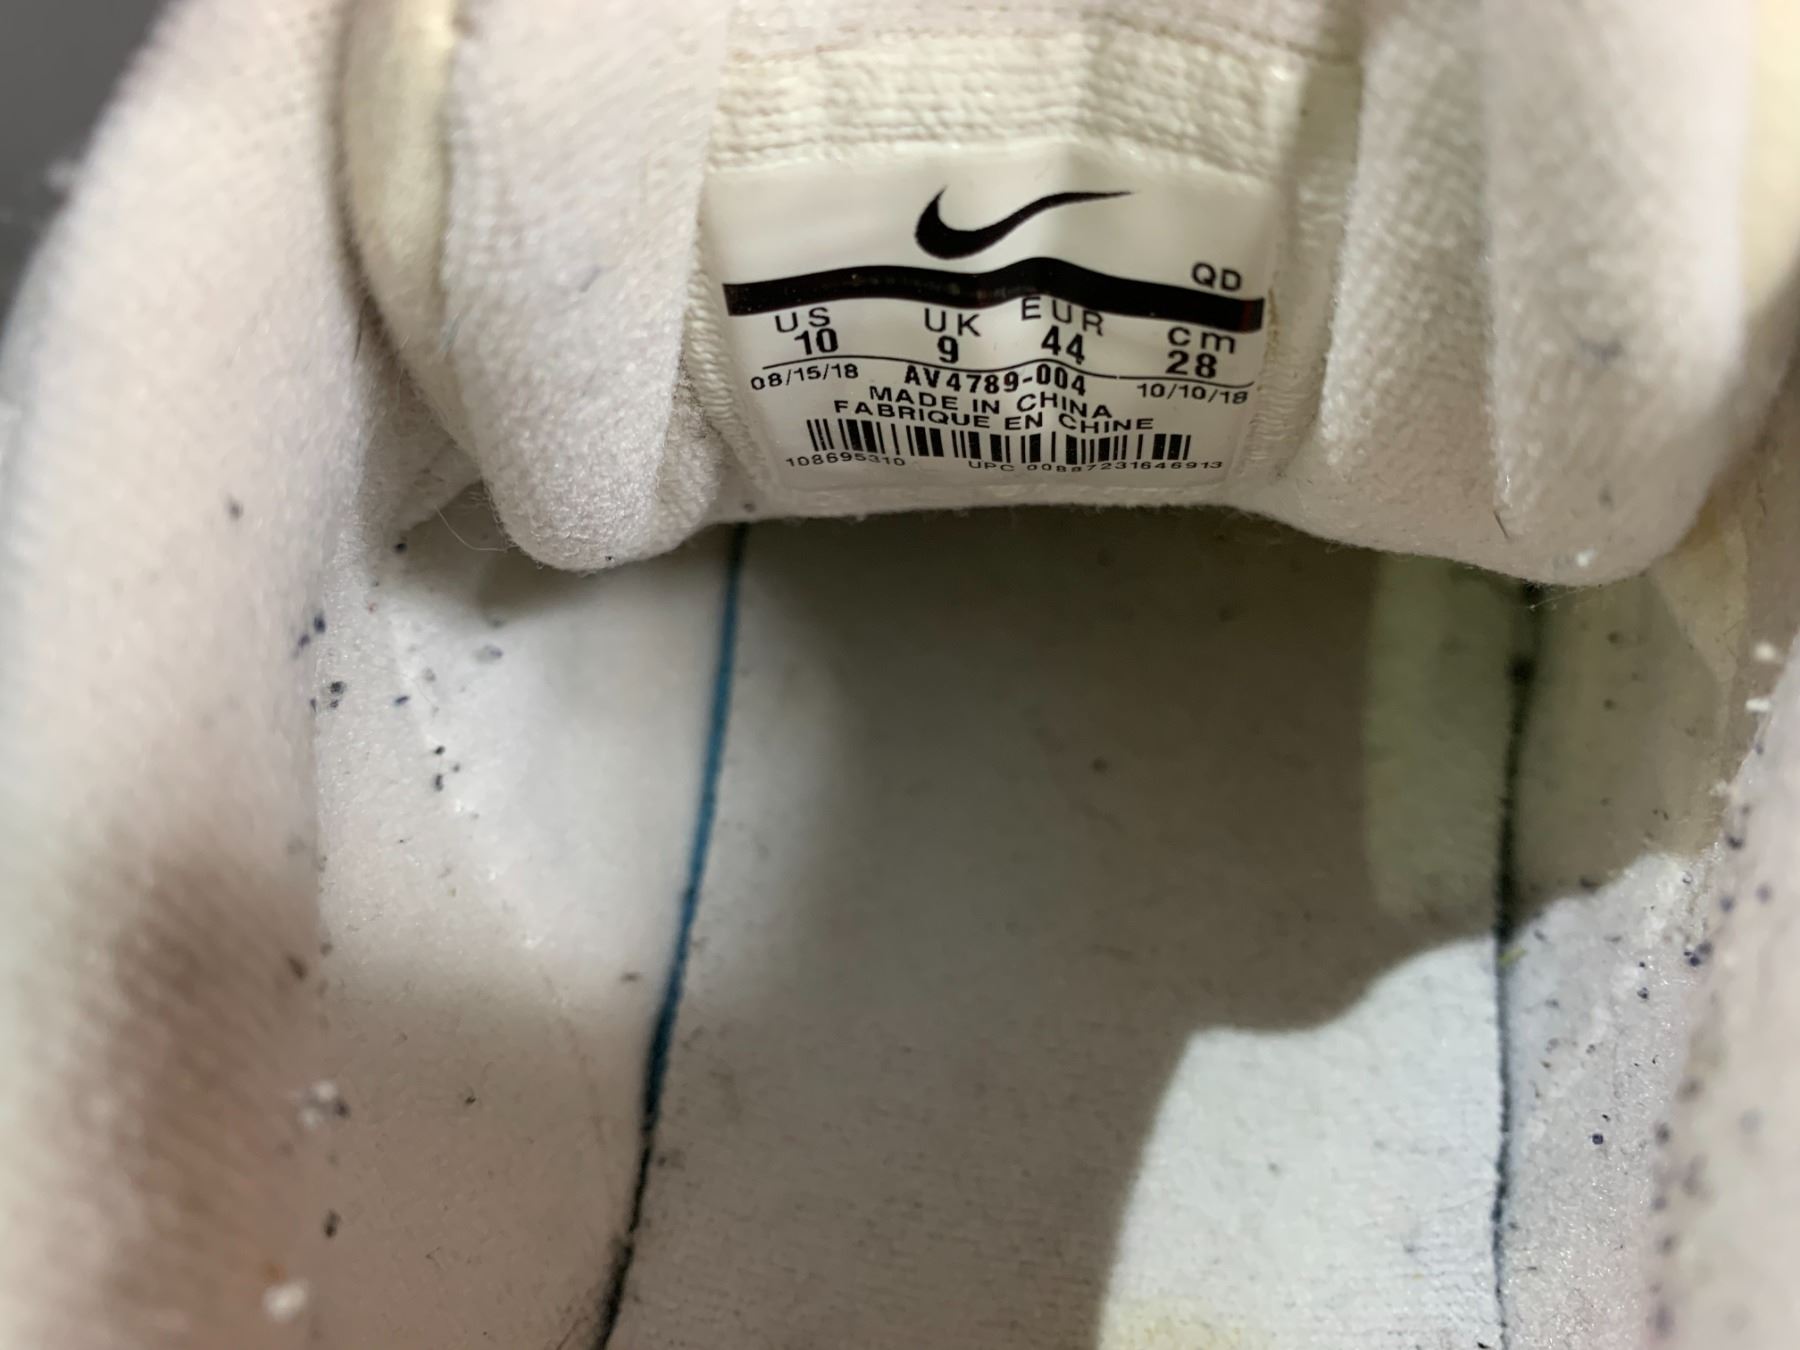 QD
US UK EUR cm
10 9 44 28
08/15/18 AV4789-004 10/10/18
MADE IN CHINA
FABRIQUE EN CHINE
108695310 UPC 00887231646913